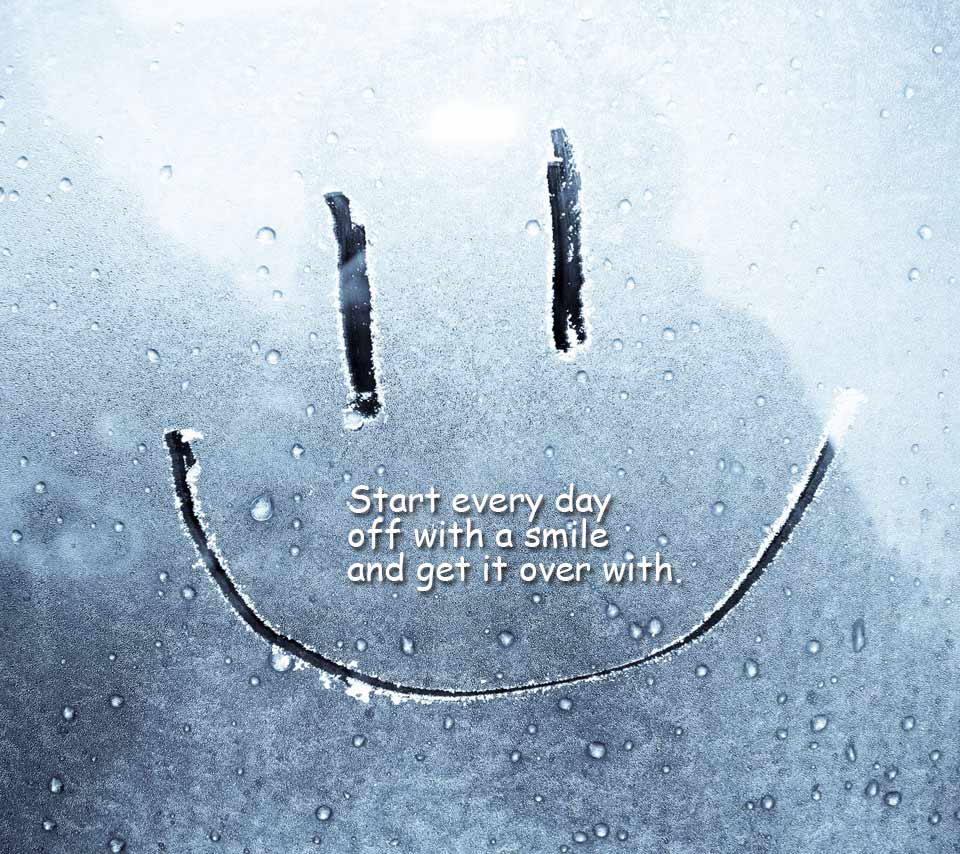 Start every day
off with a smile
and get it over with.